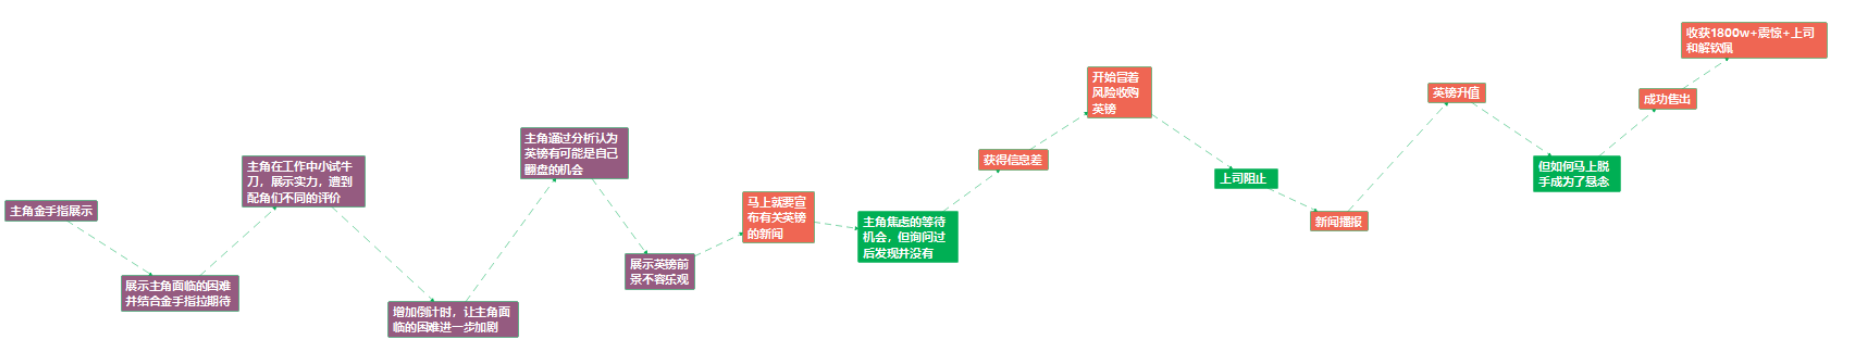 主角金手指展示
展示主角面临的困难
并结合金手指拉期待
主角在工作中小试牛
刀，展示实力，遭到
配角们不同的评价
增加倒计时，让主角面
临的困难进一步加剧
主角通过分析认为
英镑有可能是自己
翻盘的机会
展示英镑前
景不容乐观
马上就要宣
布有关英镑
的新闻
主角焦虑的等待
机会，但询问过
后发现并没有
获得信息差
开始冒着
风险收购
英镑
上司阻止
新闻播报
英镑升值
但如何马上脱
手成为了悬念
成功售出
收获1800w+震惊+上司
和解钦佩